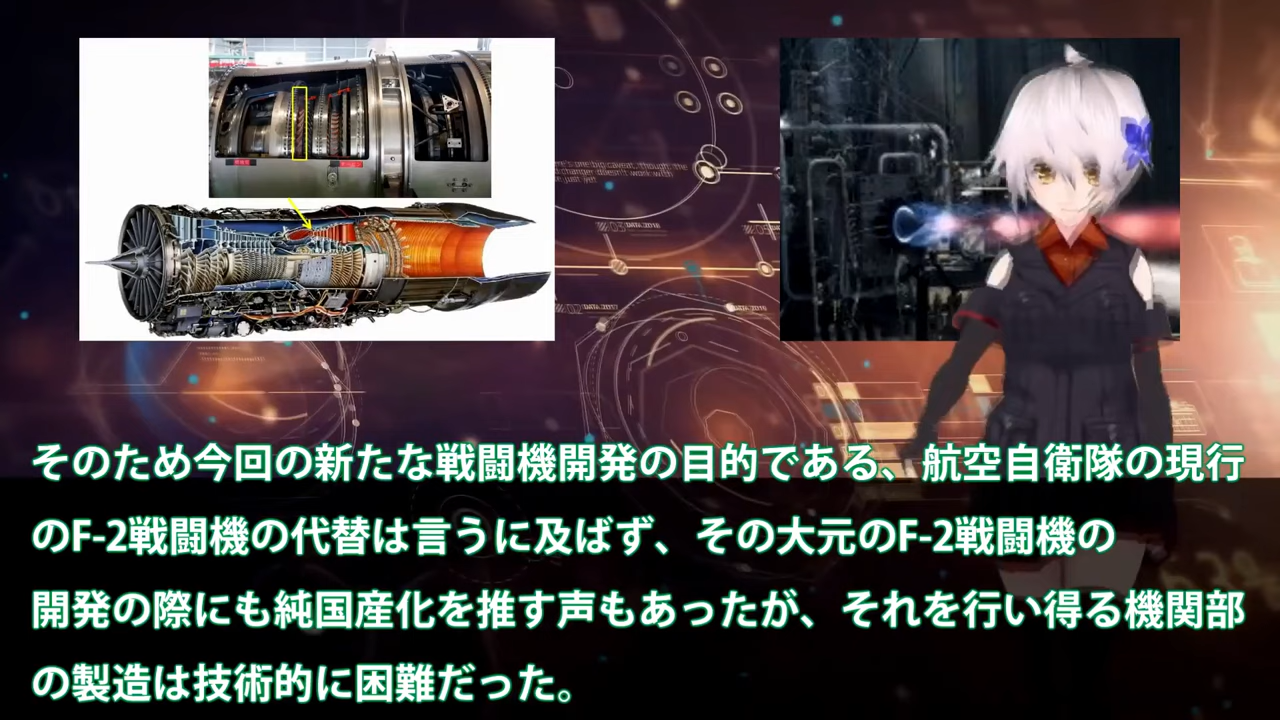 そのため今回の新たな戦闘機開発の目的である、航空自衛隊の現行
のF-2戦闘機の代替は言うに及ばず、その大元のF-2戦闘機の
開発の際にも純国産化を推す声もあったが、それを行い得る機関部
の製造は技術的に困難だった。